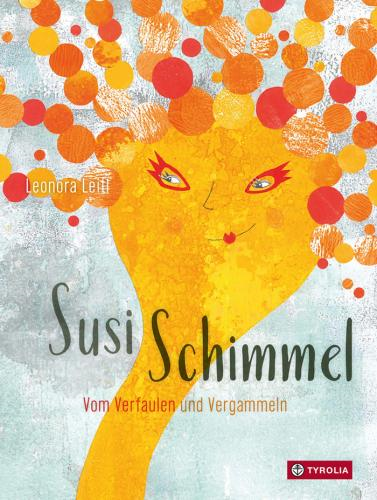 Leonora Leitl
Susi
Schimmel
Vom Verfaulen und Vergammeln
TYROLIA